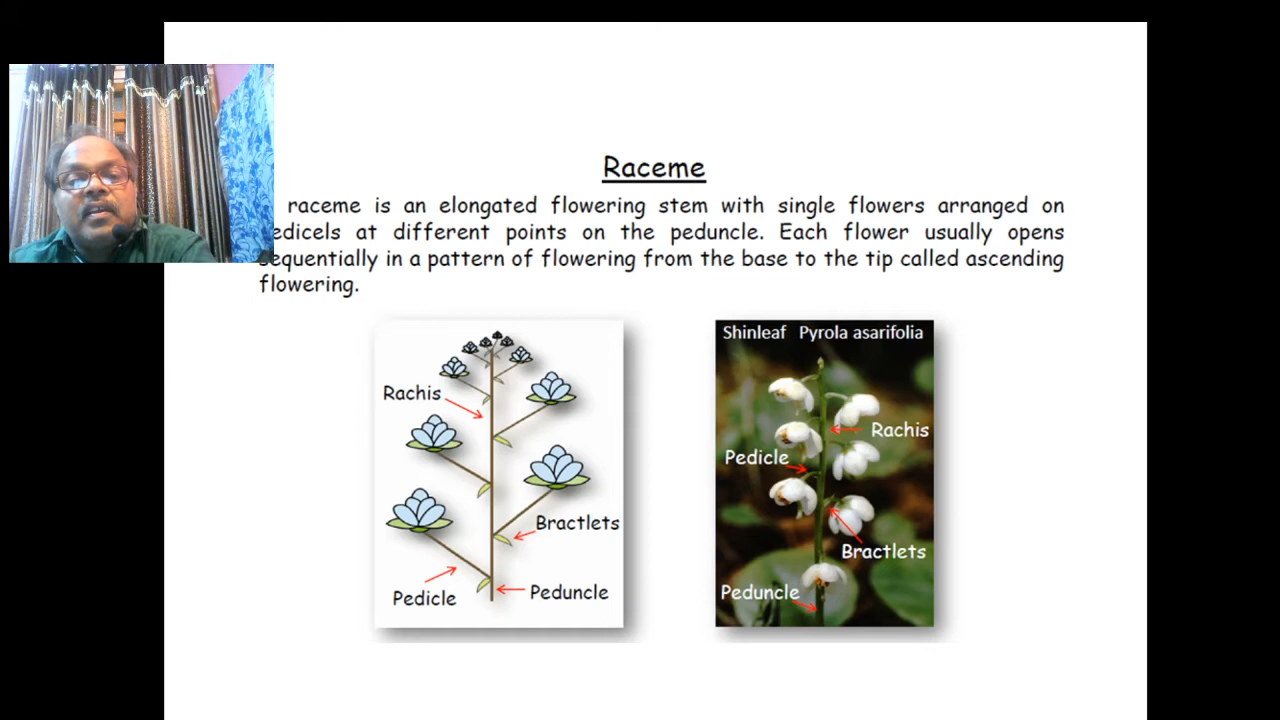 Raceme
raceme is an elongated flowering stem with single flowers arranged on
edicels at different points on the peduncle. Each flower usually opens
sequentially in a pattern of flowering from the base to the tip called ascending
flowering.
Rachis
Bractlets
Pedicle
Peduncle
Shinleaf Pyrola asarifolia
Rachis
Pedicle
Bractlets
Peduncle